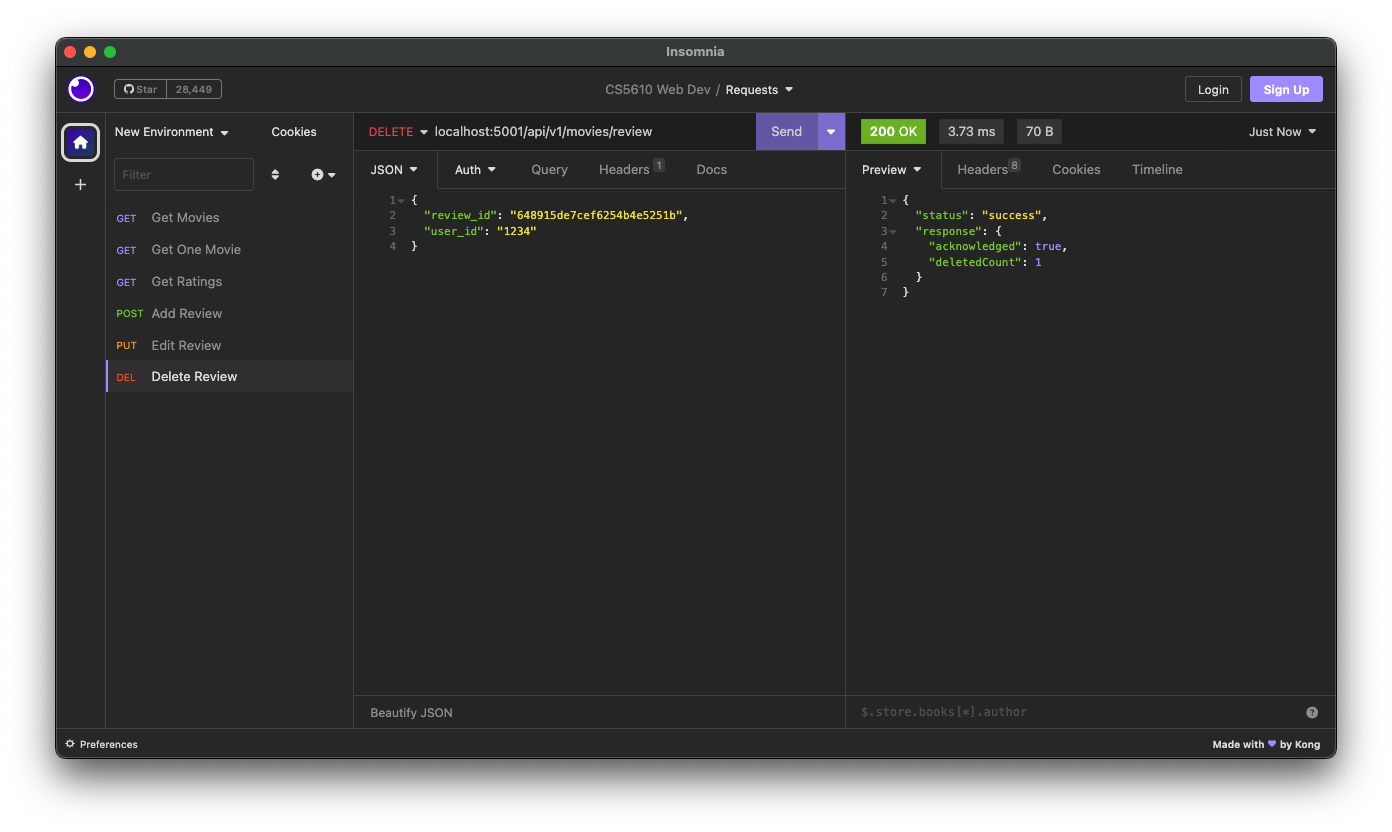 Insomnia
Star 28,449
CS5610 Web Dev / Requests
Login Sign Up
New Environment Cookies
Filter
GET Get Movies
GET Get One Movie
GET Get Ratings
POST Add Review
PUT Edit Review
DEL Delete Review
DELETE localhost:5001/api/v1/movies/review Send
JSON Auth Query Headers 1 Docs
1 {
2 "review_id": "648915de7cef6254b4e5251b",
3 "user_id": "1234"
4 }
Beautify JSON
200 OK 3.73 ms 70 B Just Now
Preview Headers 8 Cookies Timeline
1 {
2 "status": "success",
3 "response": {
4 "acknowledged": true,
5 "deletedCount": 1
6 }
7 }
$.store.books[*].author ?
Preferences
Made with 💜 by Kong